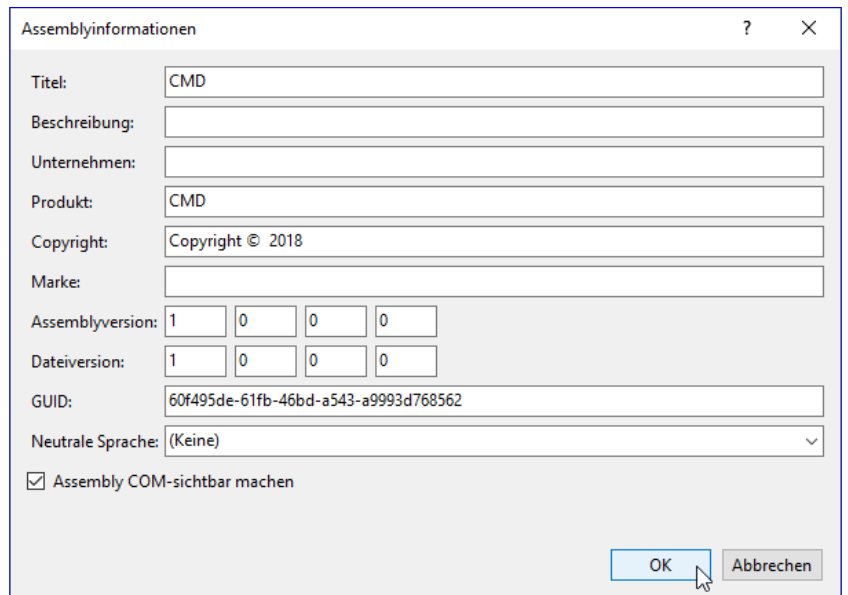 Assemblyinformationen ?
Titel: CMD
Beschreibung:
Unternehmen:
Produkt: CMD
Copyright: Copyright © 2018
Marke:
Assemblyversion: 1 0 0 0
Dateiversion: 1 0 0 0
GUID: 60f495de-61fb-46bd-a543-a9993d768562
Neutrale Sprache: (Keine)
Assembly COM-sichtbar machen
OK Abbrechen